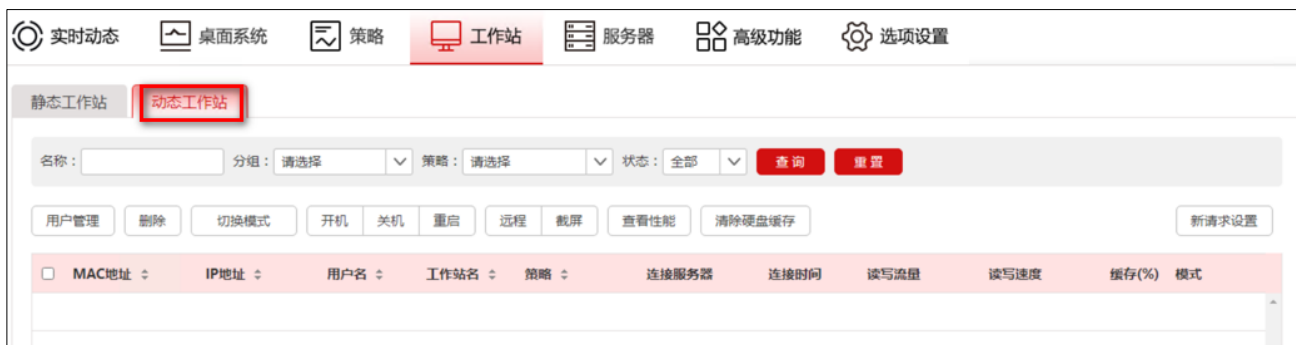 实时动态 桌面系统 策略 工作站 服务器 高级功能 选项设置
静态工作站 动态工作站
名称： 分组： 请选择 策略： 请选择 状态： 全部 查询 重置
用户管理 删除 切换模式 开机 关机 重启 远程 截屏 查看性能 清除硬盘缓存 新请求设置
MAC地址 IP地址 用户名 工作站名 策略 连接服务器 连接时间 读写流量 读写速度 缓存(%) 模式